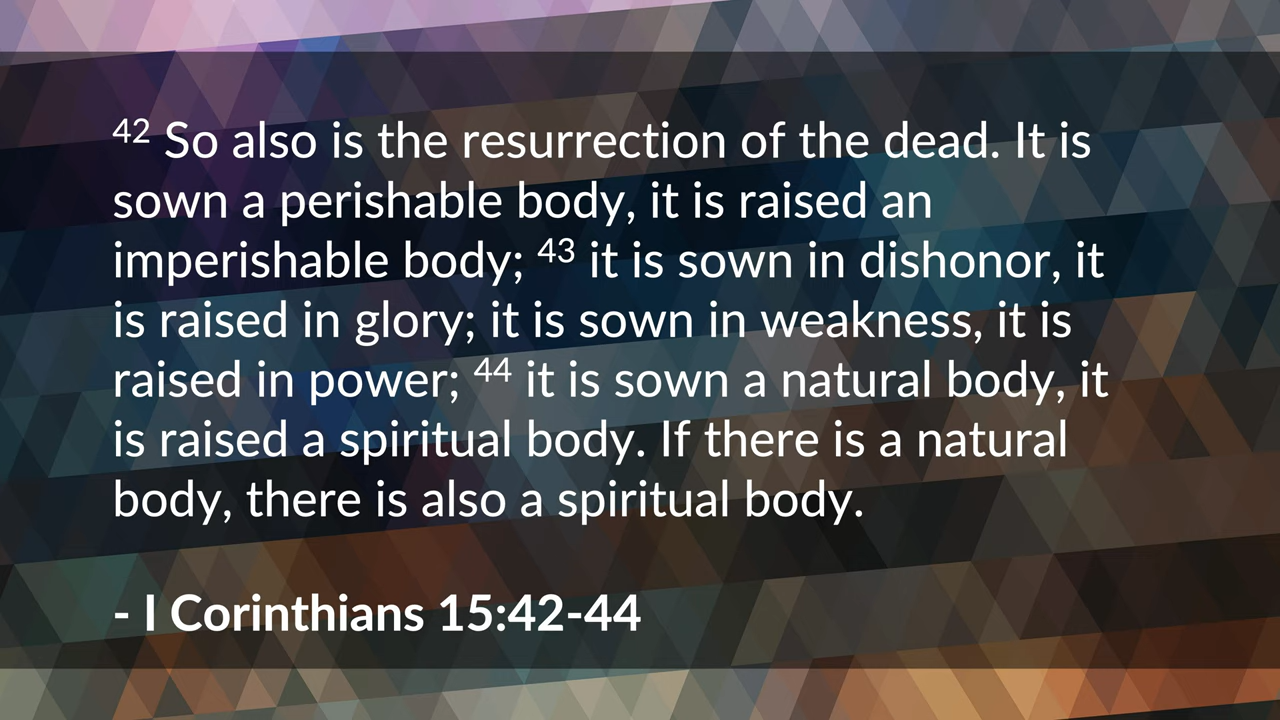 42 So also is the resurrection of the dead. It is
sown a perishable body, it is raised an
imperishable body; 43 it is sown in dishonor, it
is raised in glory; it is sown in weakness, it is
raised in power; 44 it is sown a natural body, it
is raised a spiritual body. If there is a natural
body, there is also a spiritual body.
- I Corinthians 15:42-44